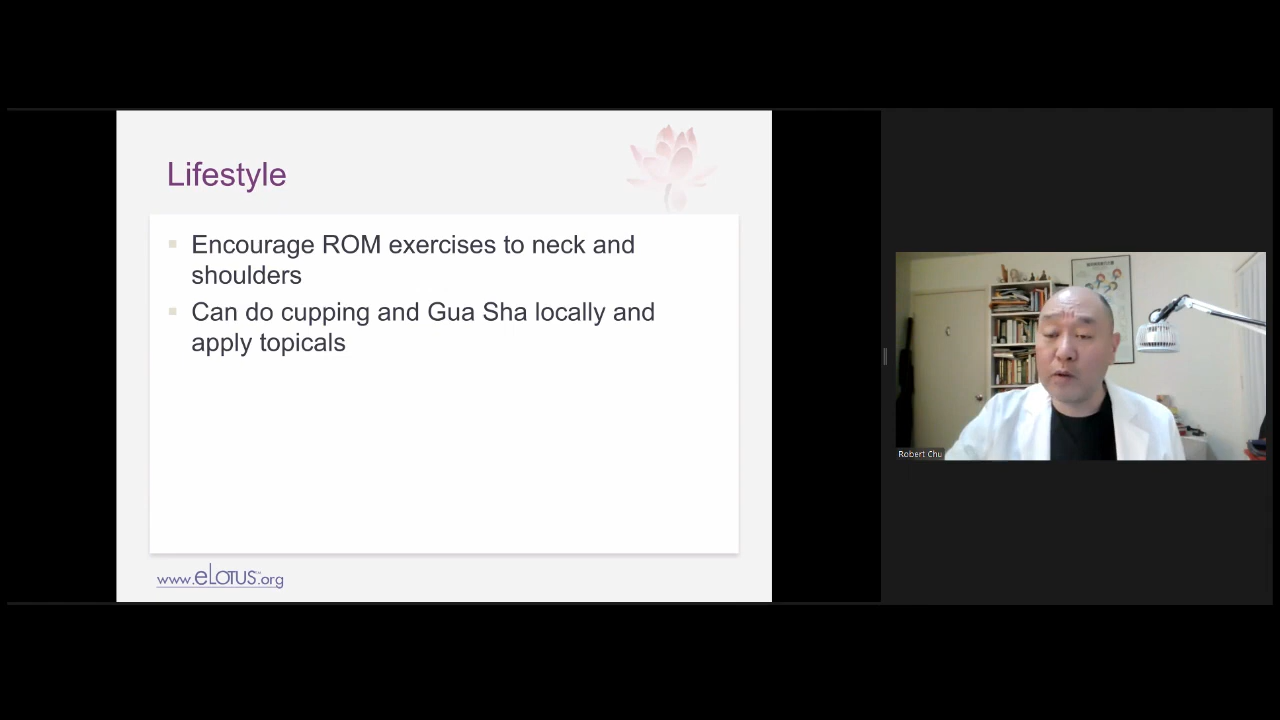 Lifestyle
Encourage ROM exercises to neck and
shoulders
Can do cupping and Gua Sha locally and
apply topicals
www.eLOTUS.org
Robert Chu